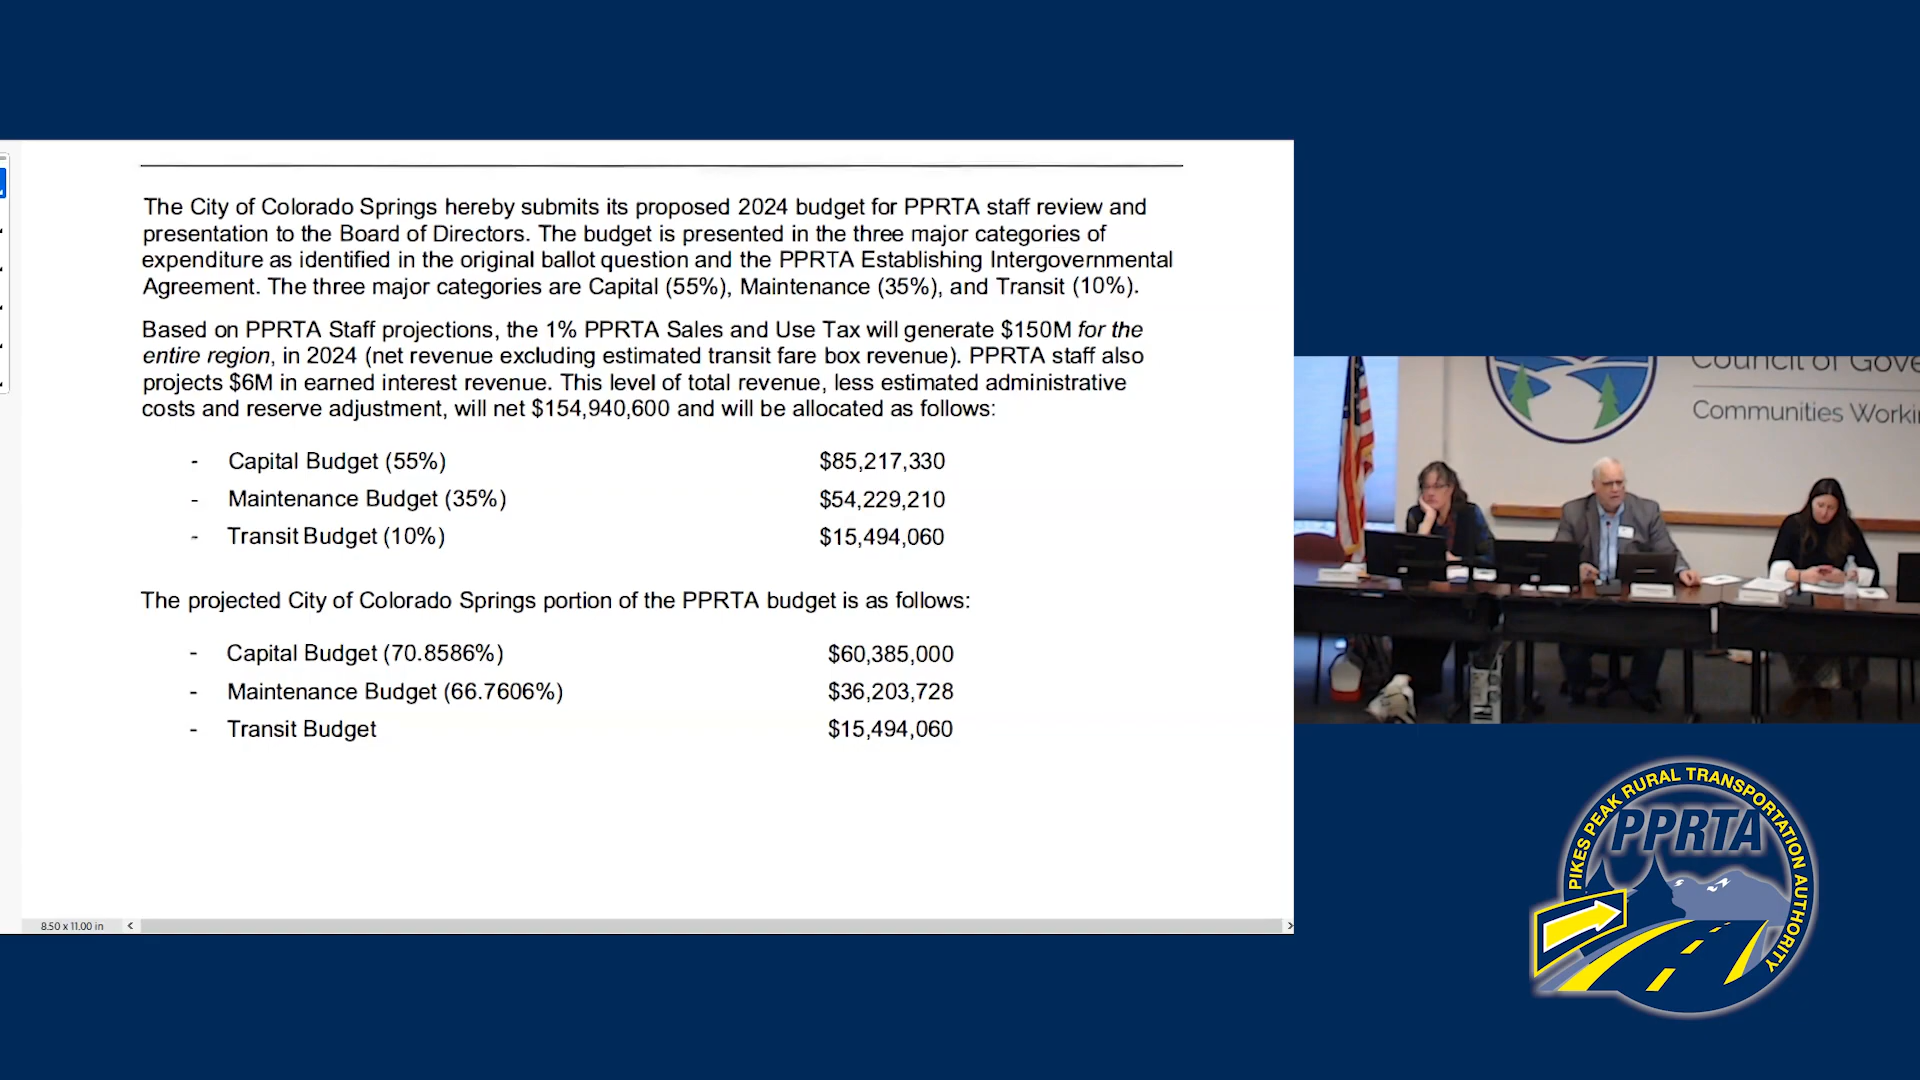 The City of Colorado Springs hereby submits its proposed 2024 budget for PPRTA staff review and
presentation to the Board of Directors. The budget is presented in the three major categories of
expenditure as identified in the original ballot question and the PPRTA Establishing Intergovernmental
Agreement. The three major categories are Capital (55%), Maintenance (35%), and Transit (10%).
Based on PPRTA Staff projections, the 1% PPRTA Sales and Use Tax will generate $150M for the
entire region, in 2024 (net revenue excluding estimated transit fare box revenue). PPRTA staff also
projects $6M in earned interest revenue. This level of total revenue, less estimated administrative
costs and reserve adjustment, will net $154,940,600 and will be allocated as follows:
- Capital Budget (55%) $85,217,330
- Maintenance Budget (35%) $54,229,210
- Transit Budget (10%) $15,494,060
The projected City of Colorado Springs portion of the PPRTA budget is as follows:
- Capital Budget (70.8586%) $60,385,000
- Maintenance Budget (66.7606%) $36,203,728
- Transit Budget $15,494,060
8.50 x 11.00 in
Council of Gove
Communities Worki
PIKES PEAK RURAL TRANSPORTATION AUTHORITY
PPRTA